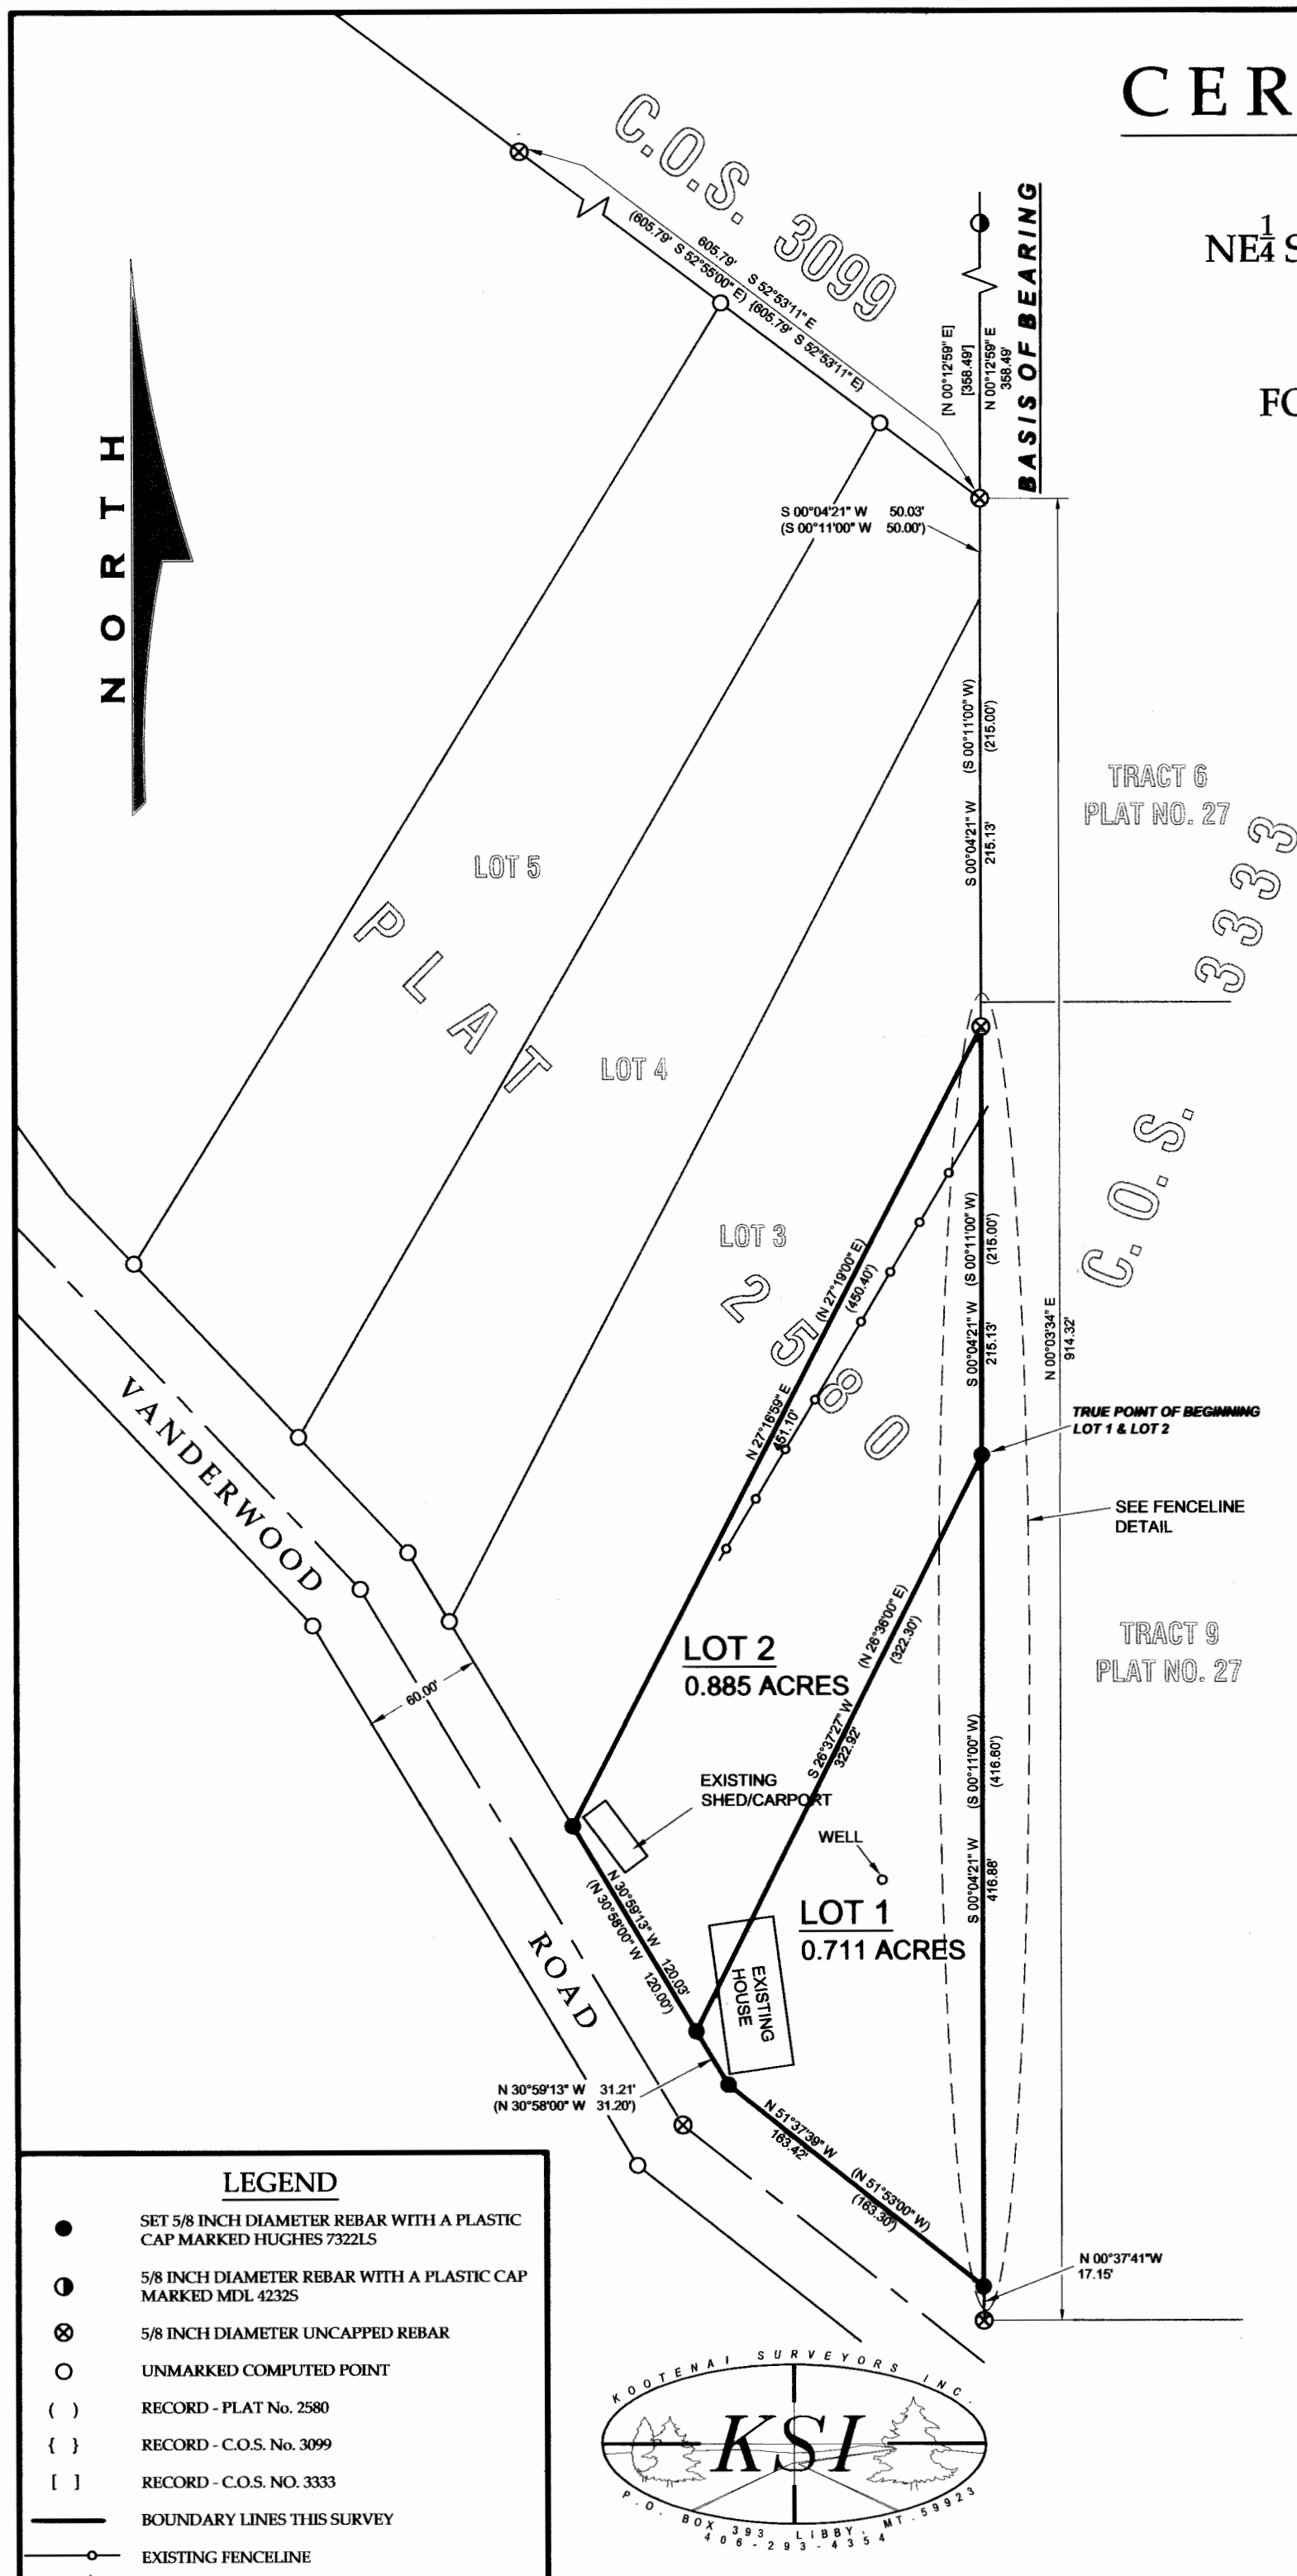 CER
NE 1/4 S
FO
NORTH
C.O.S. 3099
605.79' S 52°53'11" E
(605.79' S 52°55'00" E) {605.79' S 52°53'11" E}
BASIS OF BEARING
[N 00°12'59" E]
[358.49']
N 00°12'59" E
358.49'
S 00°04'21" W 50.03'
(S 00°11'00" W 50.00')
S 00°04'21" W (S 00°11'00" W)
215.13' (215.00')
TRACT 6
PLAT NO. 27
C. O. S. 3333
LOT 5
PLAT 2580
LOT 4
LOT 3
(N 27°19'00" E)
(450.40')
N 27°16'59" E
451.10'
S 00°04'21" W (S 00°11'00" W)
215.13' (215.00')
N 00°03'34" E
914.32'
TRUE POINT OF BEGINNING
LOT 1 & LOT 2
SEE FENCELINE
DETAIL
TRACT 9
PLAT NO. 27
VANDERWOOD ROAD
60.00'
LOT 2
0.885 ACRES
(N 26°36'00" E)
(322.30')
S 26°37'27" W
322.92'
EXISTING
SHED/CARPORT
WELL
S 00°04'21" W (S 00°11'00" W)
416.88' (416.60')
LOT 1
0.711 ACRES
N 30°59'13" W 120.03'
(N 30°58'00" W 120.00')
EXISTING
HOUSE
N 30°59'13" W 31.21'
(N 30°58'00" W 31.20')
N 51°37'39" W (N 51°53'00" W)
163.42' (163.30')
N 00°37'41"W
17.15'
LEGEND
SET 5/8 INCH DIAMETER REBAR WITH A PLASTIC
CAP MARKED HUGHES 7322LS
5/8 INCH DIAMETER REBAR WITH A PLASTIC CAP
MARKED MDL 4232S
5/8 INCH DIAMETER UNCAPPED REBAR
UNMARKED COMPUTED POINT
( ) RECORD - PLAT No. 2580
{ } RECORD - C.O.S. No. 3099
[ ] RECORD - C.O.S. NO. 3333
BOUNDARY LINES THIS SURVEY
EXISTING FENCELINE
KOOTENAI SURVEYORS INC.
KSI
P.O. BOX 393 LIBBY, MT. 59923
406-293-4354